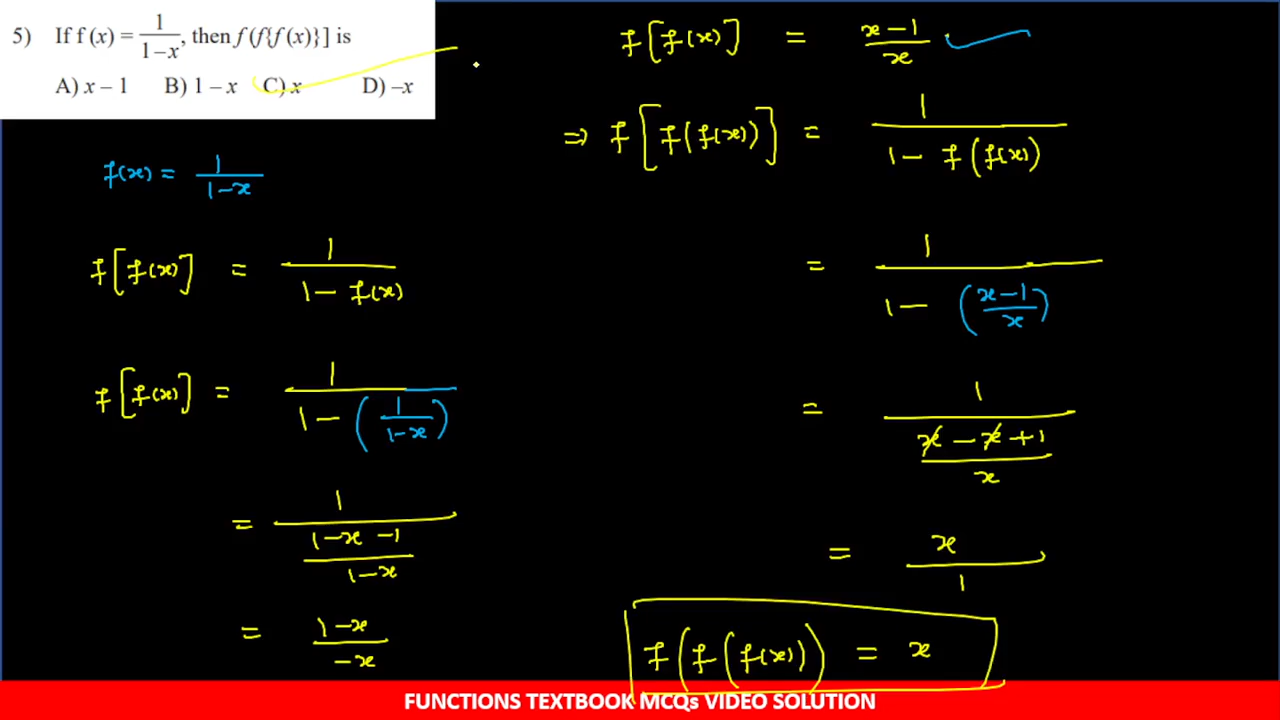 5) If f (x) = 1/(1–x), then f (f{f (x)}] is
A) x – 1 B) 1 – x C) x D) –x
f(x) = 1/(1-x)
f[f(x)] = 1/(1 - f(x))
f[f(x)] = 1/(1 - (1/(1-x)))
= 1/((1-x-1)/(1-x))
= (1-x)/(-x)
f[f(x)] = (x-1)/x
⇒ f[f(f(x))] = 1/(1 - f(f(x)))
= 1/(1 - ((x-1)/x))
= 1/((x - x + 1)/x)
= x/1
f(f(f(x))) = x
FUNCTIONS TEXTBOOK MCQs VIDEO SOLUTION